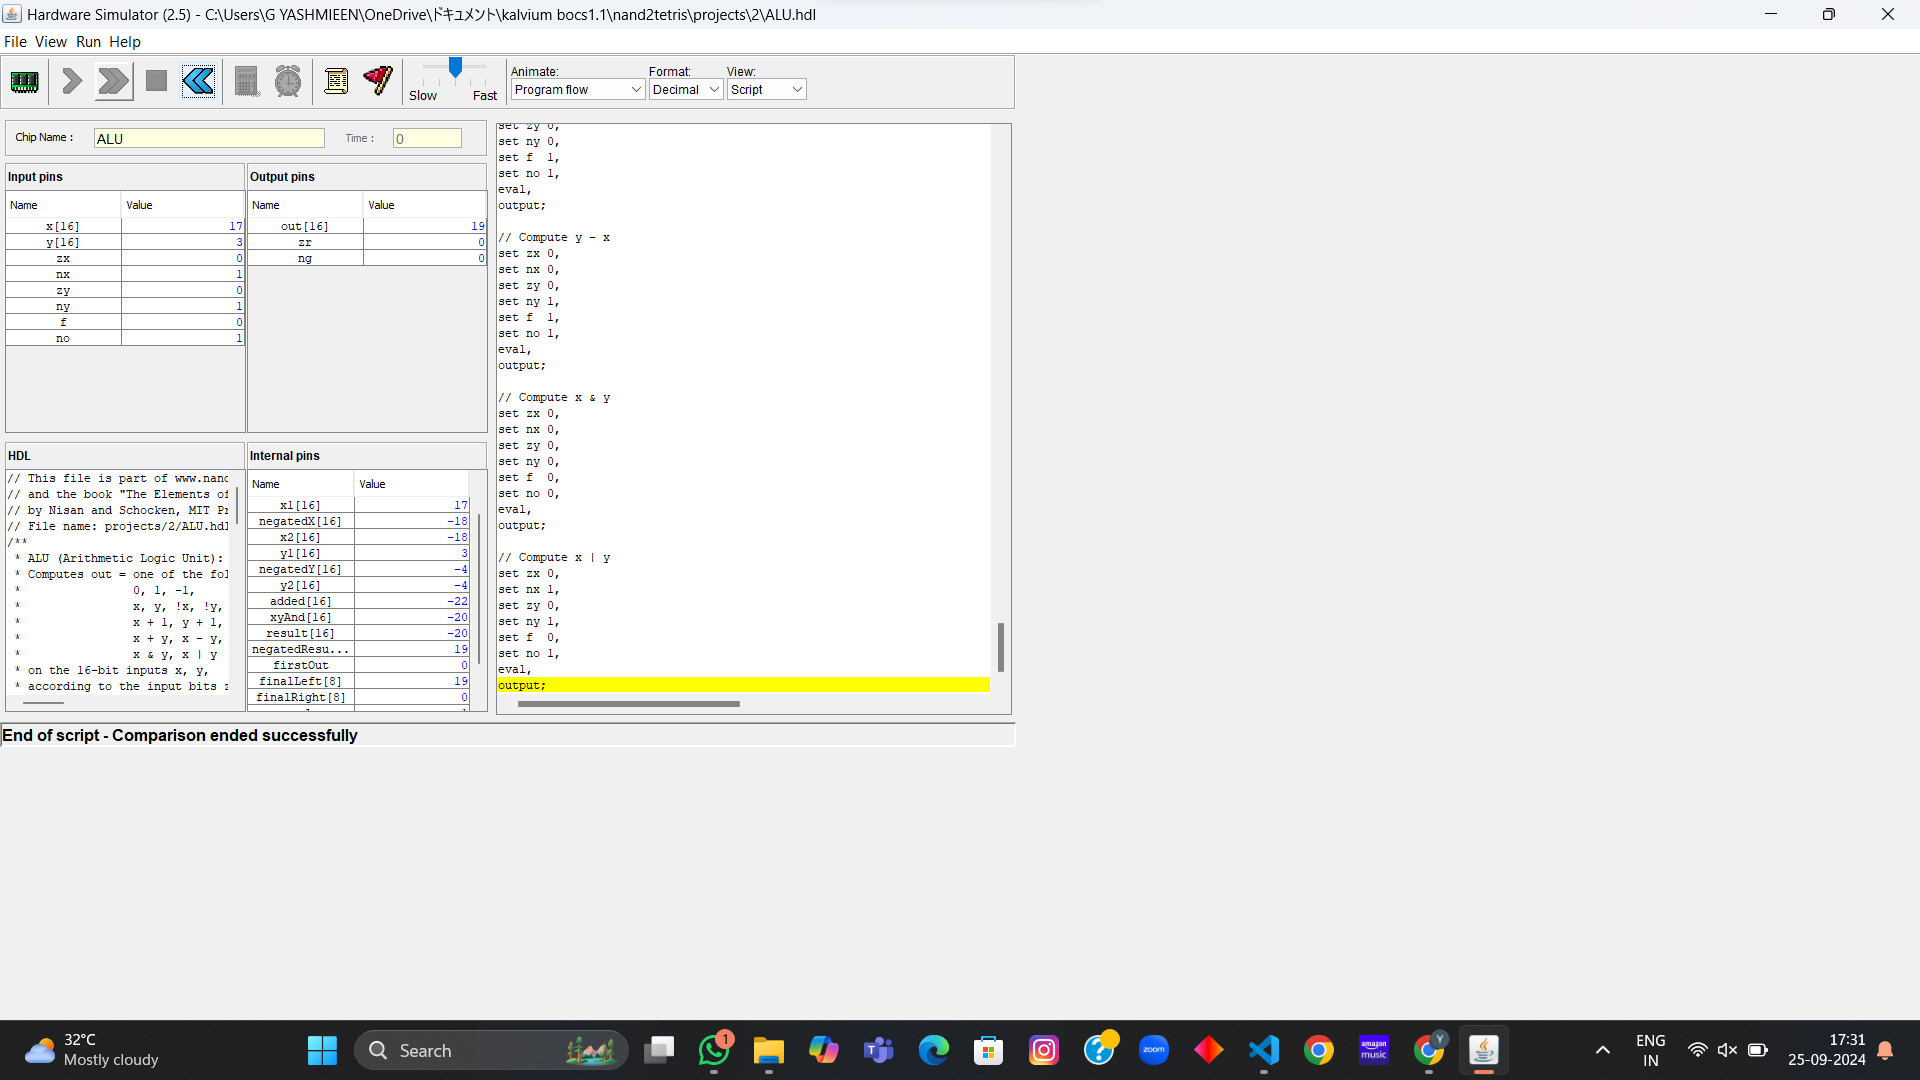 Hardware Simulator (2.5) - C:\Users\G YASHMIEEN\OneDrive\ドキュメント\kalvium bocs1.1\nand2tetris\projects\2\ALU.hdl
File View Run Help
Slow Fast
Animate: Format: View:
Program flow Decimal Script
Chip Name : ALU Time : 0
Input pins
Name Value
x[16] 17
y[16] 3
zx 0
nx 1
zy 0
ny 1
f 0
no 1
Output pins
Name Value
out[16] 19
zr 0
ng 0
HDL
// This file is part of www.nand
// and the book "The Elements of
// by Nisan and Schocken, MIT Pr
// File name: projects/2/ALU.hdl
/**
* ALU (Arithmetic Logic Unit):
* Computes out = one of the fol
* 0, 1, -1,
* x, y, !x, !y,
* x + 1, y + 1,
* x + y, x - y,
* x & y, x | y
* on the 16-bit inputs x, y,
* according to the input bits z
Internal pins
Name Value
x1[16] 17
negatedX[16] -18
x2[16] -18
y1[16] 3
negatedY[16] -4
y2[16] -4
added[16] -22
xyAnd[16] -20
result[16] -20
negatedResu... 19
firstOut 0
finalLeft[8] 19
finalRight[8] 0
set zy 0,
set ny 0,
set f 1,
set no 1,
eval,
output;
// Compute y - x
set zx 0,
set nx 0,
set zy 0,
set ny 1,
set f 1,
set no 1,
eval,
output;
// Compute x & y
set zx 0,
set nx 0,
set zy 0,
set ny 0,
set f 0,
set no 0,
eval,
output;
// Compute x | y
set zx 0,
set nx 1,
set zy 0,
set ny 1,
set f 0,
set no 1,
eval,
output;
End of script - Comparison ended successfully
32°C
Mostly cloudy
Search
1
zoom
amazon
music
Y
ENG
IN
17:31
25-09-2024